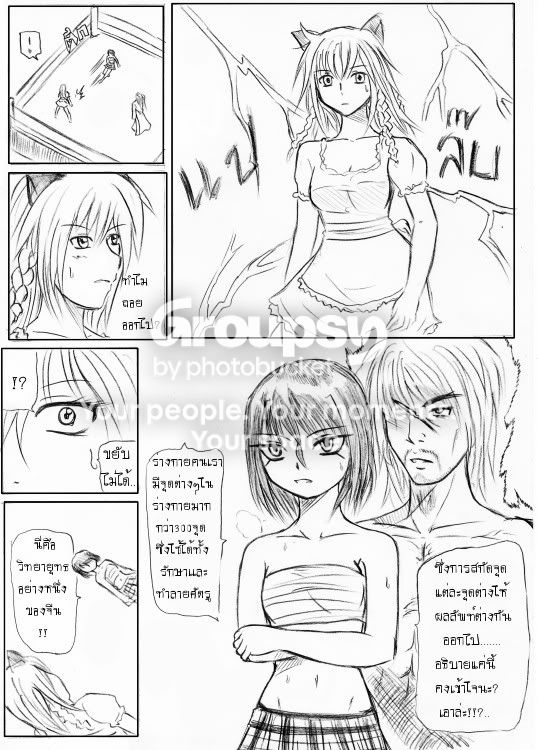 !
กึก
แปล๊บ
ทำไม
ถอย
ออกไป?
!?
ขยับ
ไม่ได้..
ร่างกายคนเรา
มีจุดต่างๆใน
ร่างกายมาก
กว่า300จุด
ซึ่งใช้ได้ทั้ง
รักษาและ
ทำลายศัตรู
นี่คือ
วิทยายุทธ
อย่างหนึ่ง
ของจีน
!!
ซึ่งการสกัดจุด
แต่ละจุดต่างให้
ผลลัพท์ต่างกัน
ออกไป.......
อธิบายแค่นี้
คงเข้าใจนะ?
เอาล่ะ!!?..
Groupsn
by photobucket
Your people. Your moments.